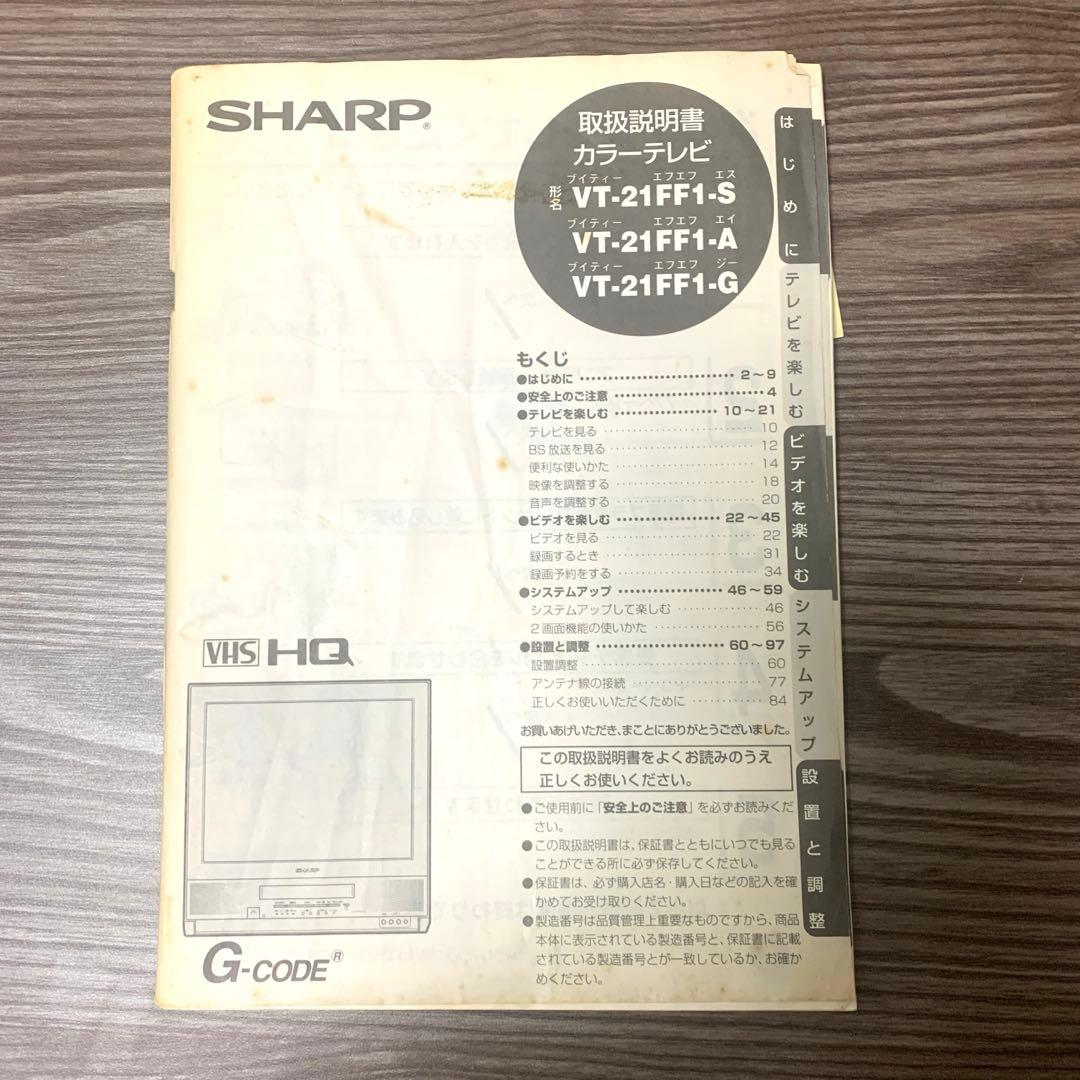 SHARP®
取扱説明書
カラーテレビ
ブイティー エフエフ エス
形名 VT-21FF1-S
ブイティー エフエフ エイ
VT-21FF1-A
ブイティー エフエフ ジー
VT-21FF1-G
もくじ
●はじめに ………………………… 2～9
●安全上のご注意 ………………………… 4
●テレビを楽しむ ………………… 10～21
テレビを見る ………………………… 10
BS放送を見る ………………………… 12
便利な使いかた ………………………… 14
映像を調整する ………………………… 18
音声を調整する ………………………… 20
●ビデオを楽しむ ………………… 22～45
ビデオを見る ………………………… 22
録画するとき ………………………… 31
録画予約をする ………………………… 34
●システムアップ ………………… 46～59
システムアップして楽しむ ……………… 46
2画面機能の使いかた ………………… 56
●設置と調整 ……………………… 60～97
設置調整 ………………………… 60
アンテナ線の接続 ……………………… 77
正しくお使いいただくために …………… 84
お買いあげいただき、まことにありがとうございました。
この取扱説明書をよくお読みのうえ
正しくお使いください。
●ご使用前に「安全上のご注意」を必ずお読みくだ
さい。
●この取扱説明書は、保証書とともにいつでも見る
ことができる所に必ず保存してください。
●保証書は、必ず購入店名・購入日などの記入を確
かめてお受け取りください。
●製造番号は品質管理上重要なものですから、商品
本体に表示されている製造番号と、保証書に記載
されている製造番号とが一致しているか、お確か
めください。
はじめに
テレビを楽しむ
ビデオを楽しむ
システムアップ
設置と調整
VHS HQ
SHARP
G-CODE®